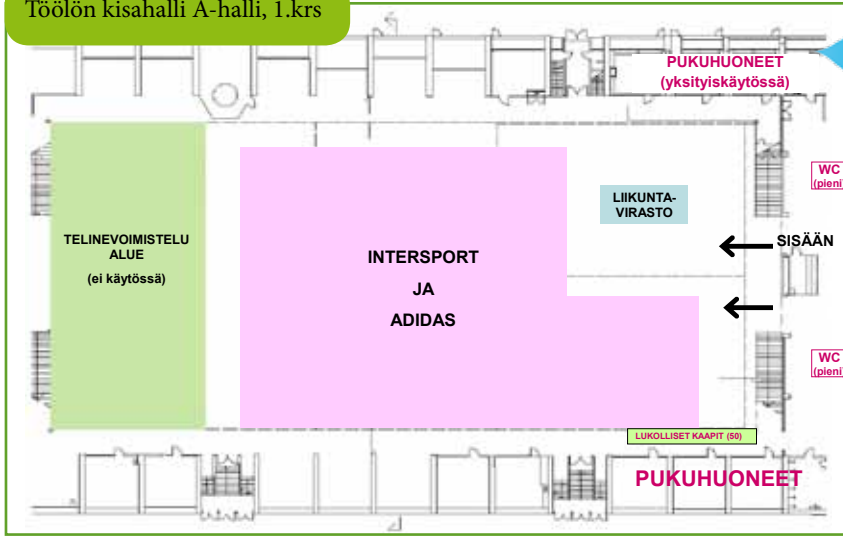 Töölön kisahalli A-halli, 1.krs
PUKUHUONEET
(yksityiskäytössä)
WC
(pieni)
LIIKUNTA-
VIRASTO
TELINEVOIMISTELU
ALUE
(ei käytössä)
SISÄÄN
INTERSPORT
JA
ADIDAS
WC
(pieni)
LUKOLLISET KAAPIT (50)
PUKUHUONEET